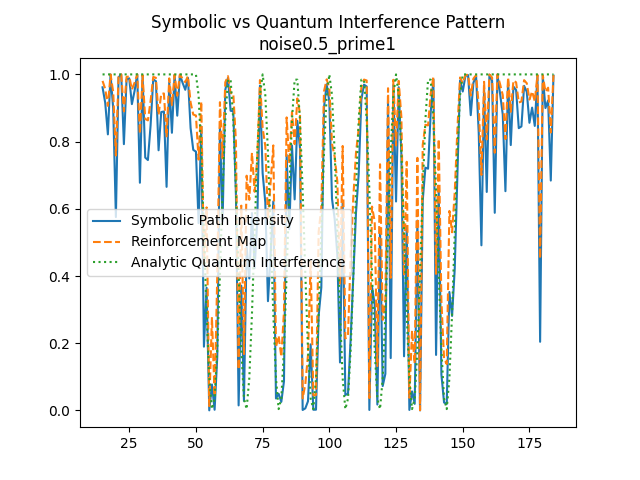 Symbolic vs Quantum Interference Pattern
noise0.5_prime1
1.0
0.8
0.6
0.4
0.2
0.0
Symbolic Path Intensity
Reinforcement Map
Analytic Quantum Interference
25
50
75
100
125
150
175